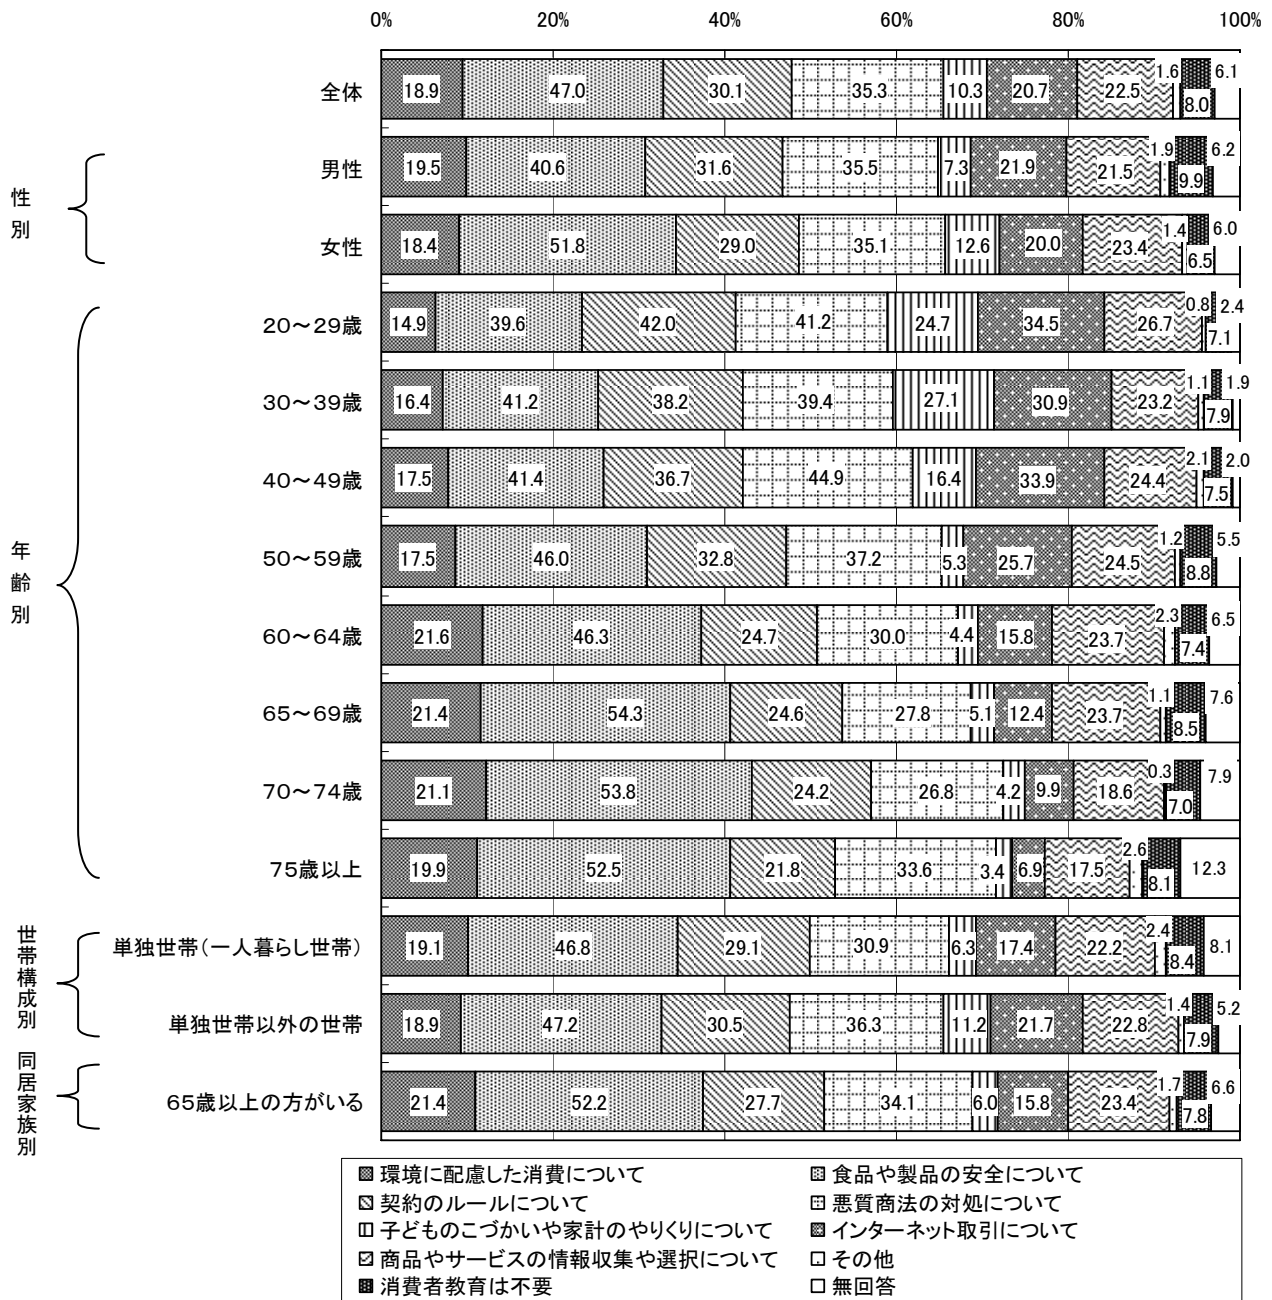 0% 20% 40% 60% 80% 100%
全体 18.9 47.0 30.1 35.3 10.3 20.7 22.5 1.6 8.0 6.1
性別
男性 19.5 40.6 31.6 35.5 7.3 21.9 21.5 1.9 9.9 6.2
女性 18.4 51.8 29.0 35.1 12.6 20.0 23.4 1.4 6.5 6.0
年齢別
20～29歳 14.9 39.6 42.0 41.2 24.7 34.5 26.7 0.8 7.1 2.4
30～39歳 16.4 41.2 38.2 39.4 27.1 30.9 23.2 1.1 7.9 1.9
40～49歳 17.5 41.4 36.7 44.9 16.4 33.9 24.4 2.1 7.5 2.0
50～59歳 17.5 46.0 32.8 37.2 5.3 25.7 24.5 1.2 8.8 5.5
60～64歳 21.6 46.3 24.7 30.0 4.4 15.8 23.7 2.3 7.4 6.5
65～69歳 21.4 54.3 24.6 27.8 5.1 12.4 23.7 1.1 8.5 7.6
70～74歳 21.1 53.8 24.2 26.8 4.2 9.9 18.6 0.3 7.0 7.9
75歳以上 19.9 52.5 21.8 33.6 3.4 6.9 17.5 2.6 8.1 12.3
世帯構成別
単独世帯（一人暮らし世帯） 19.1 46.8 29.1 30.9 6.3 17.4 22.2 2.4 8.4 8.1
単独世帯以外の世帯 18.9 47.2 30.5 36.3 11.2 21.7 22.8 1.4 7.9 5.2
同居家族別
65歳以上の方がいる 21.4 52.2 27.7 34.1 6.0 15.8 23.4 1.7 7.8 6.6
環境に配慮した消費について 食品や製品の安全について
契約のルールについて 悪質商法の対処について
子どものこづかいや家計のやりくりについて インターネット取引について
商品やサービスの情報収集や選択について その他
消費者教育は不要 無回答